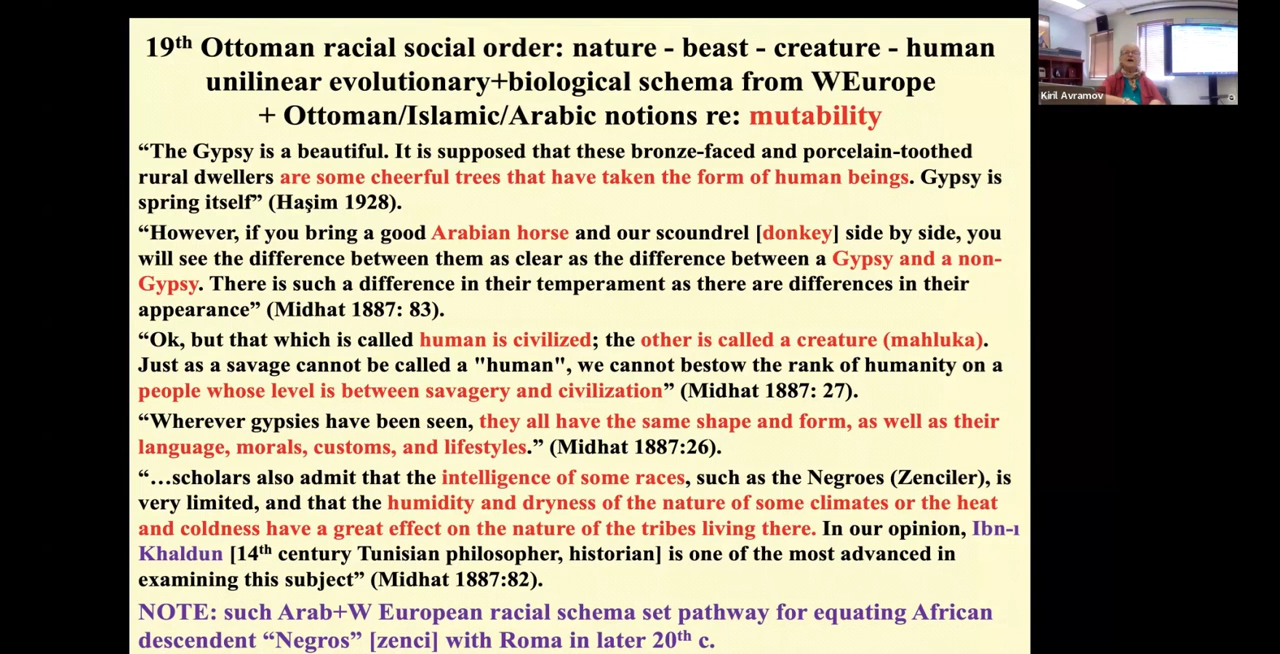 19th Ottoman racial social order: nature - beast - creature - human
unilinear evolutionary+biological schema from WEurope
+ Ottoman/Islamic/Arabic notions re: mutability
“The Gypsy is a beautiful. It is supposed that these bronze-faced and porcelain-toothed
rural dwellers are some cheerful trees that have taken the form of human beings. Gypsy is
spring itself” (Haşim 1928).
“However, if you bring a good Arabian horse and our scoundrel [donkey] side by side, you
will see the difference between them as clear as the difference between a Gypsy and a non-
Gypsy. There is such a difference in their temperament as there are differences in their
appearance” (Midhat 1887: 83).
“Ok, but that which is called human is civilized; the other is called a creature (mahluka).
Just as a savage cannot be called a "human", we cannot bestow the rank of humanity on a
people whose level is between savagery and civilization” (Midhat 1887: 27).
“Wherever gypsies have been seen, they all have the same shape and form, as well as their
language, morals, customs, and lifestyles.” (Midhat 1887:26).
“…scholars also admit that the intelligence of some races, such as the Negroes (Zenciler), is
very limited, and that the humidity and dryness of the nature of some climates or the heat
and coldness have a great effect on the nature of the tribes living there. In our opinion, Ibn-ı
Khaldun [14th century Tunisian philosopher, historian] is one of the most advanced in
examining this subject” (Midhat 1887:82).
NOTE: such Arab+W European racial schema set pathway for equating African
descendent “Negros” [zenci] with Roma in later 20th c.
Kiril Avramov